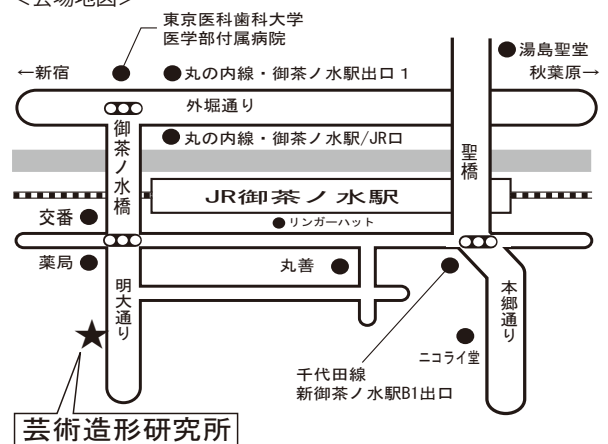 ＜会場地図＞
東京医科歯科大学
医学部付属病院
湯島聖堂
←新宿
丸の内線・御茶ノ水駅出口１
秋葉原→
外堀通り
御茶ノ水橋
丸の内線・御茶ノ水駅/JR口
聖橋
JR御茶ノ水駅
交番
リンガーハット
薬局
丸善
明大通り
本郷通り
ニコライ堂
千代田線
新御茶ノ水駅B1出口
芸術造形研究所